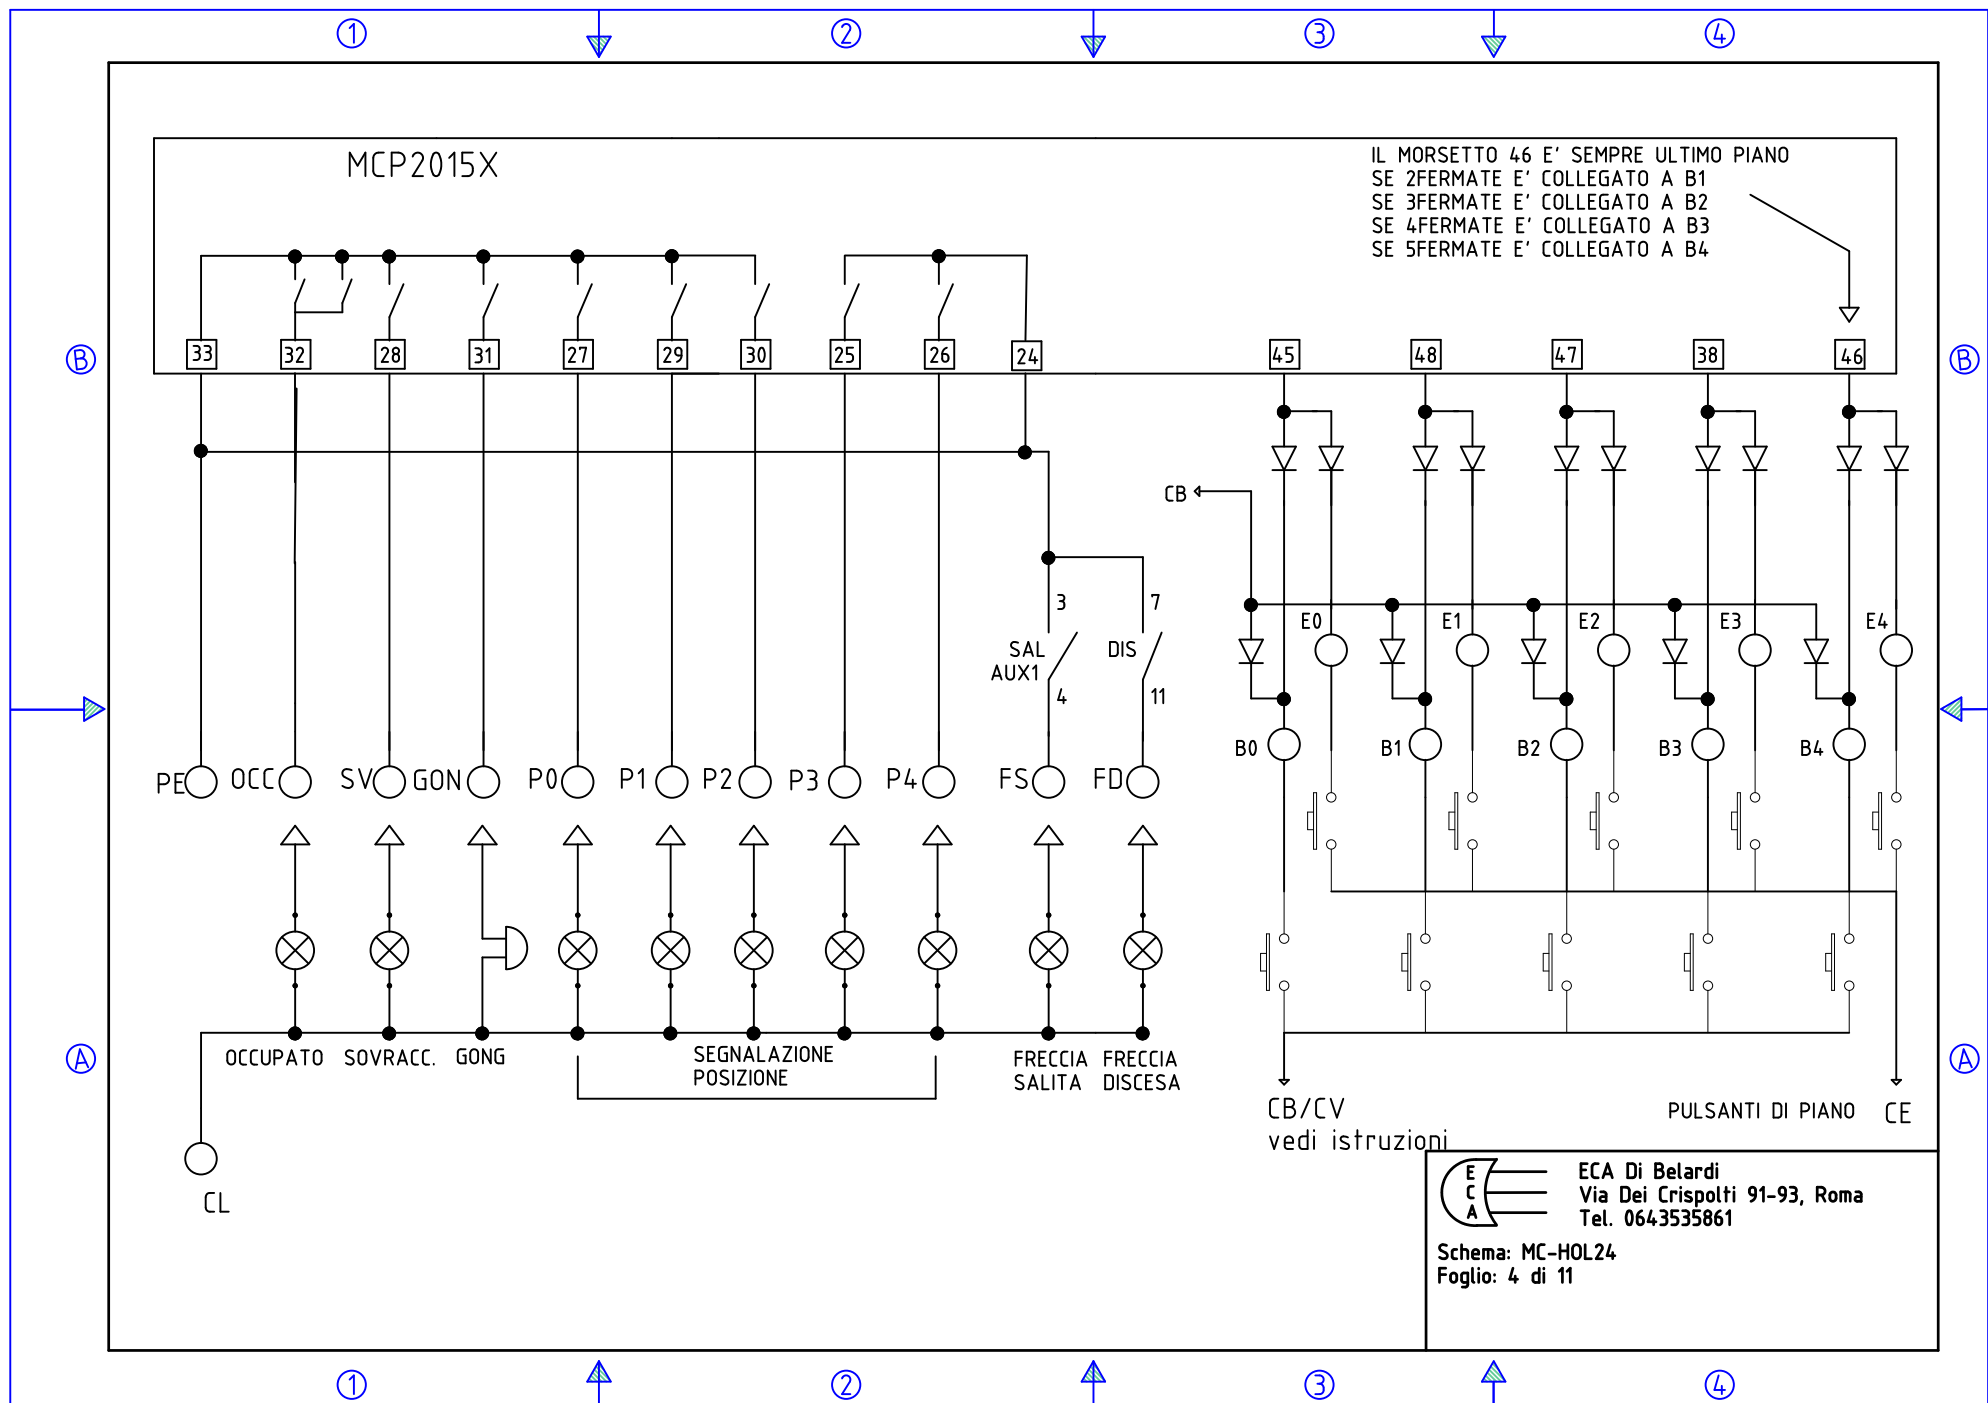 1 2 3 4
MCP2015X
IL MORSETTO 46 E' SEMPRE ULTIMO PIANO
SE 2FERMATE E' COLLEGATO A B1
SE 3FERMATE E' COLLEGATO A B2
SE 4FERMATE E' COLLEGATO A B3
SE 5FERMATE E' COLLEGATO A B4
B 33 32 28 31 27 29 30 25 26 24 45 48 47 38 46 B
CB
3 7
E0 E1 E2 E3 E4
SAL DIS
AUX1
4 11
B0 B1 B2 B3 B4
PE OCC SV GON P0 P1 P2 P3 P4 FS FD
A OCCUPATO SOVRACC. GONG A
SEGNALAZIONE
POSIZIONE
FRECCIA
SALITA
FRECCIA
DISCESA
CB/CV
vedi istruzioni
PULSANTI DI PIANO CE
CL
E
C
A
ECA Di Belardi
Via Dei Crispolti 91-93, Roma
Tel. 0643535861
Schema: MC-HOL24
Foglio: 4 di 11
1 2 3 4